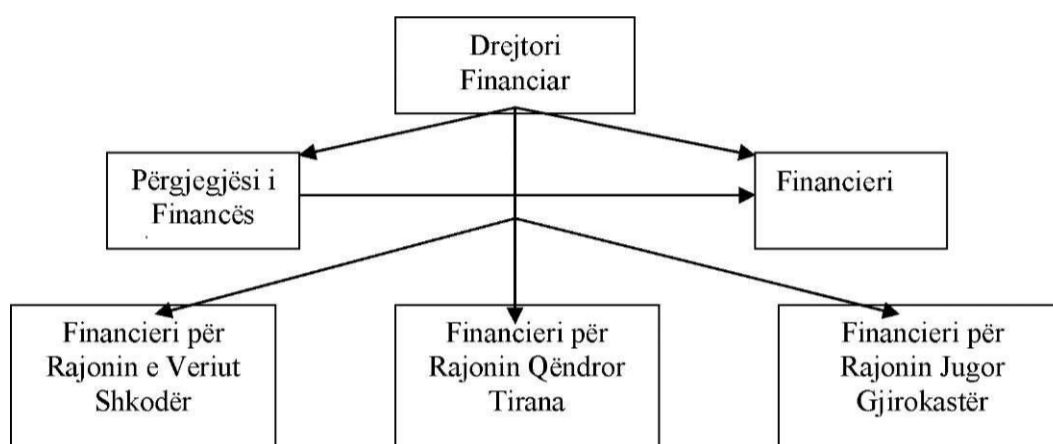 Drejtori
Financiar
Përgjegjësi i
Financës
Financieri
Financieri për
Rajonin e Veriut
Shkodër
Financieri për
Rajonin Qëndror
Tirana
Financieri për
Rajonin Jugor
Gjirokastër